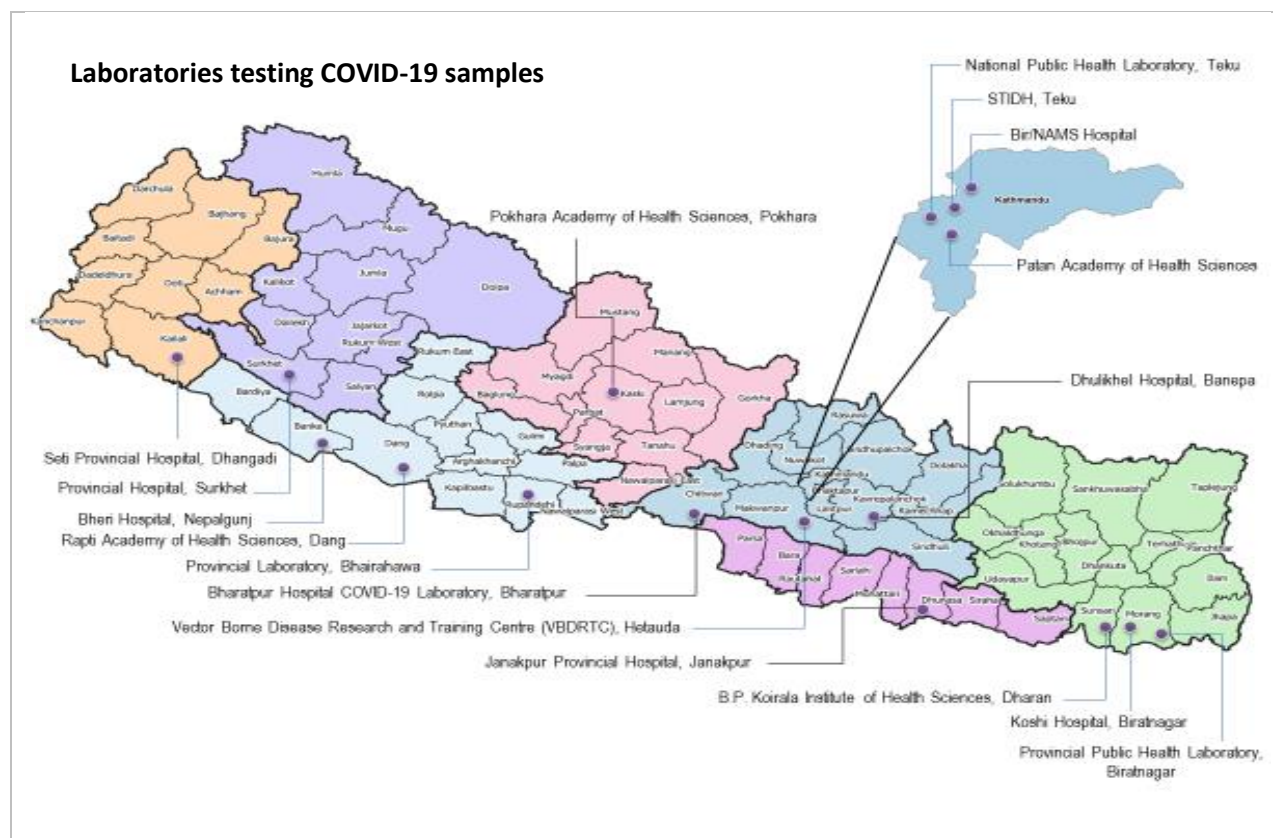 Laboratories testing COVID-19 samples
National Public Health Laboratory, Teku
STIDH, Teku
Bir/NAMS Hospital
Kathmandu
Patan Academy of Health Sciences
Pokhara Academy of Health Sciences, Pokhara
Dhulikhel Hospital, Banepa
Darchula
Bajhang
Baitadi
Bajura
Dadeldhura
Doti
Achham
Kanchanpur
Kailali
Humla
Mugu
Jumla
Kalikot
Dolpa
Jajarkot
Rukum West
Surkhet
Salyan
Rukum East
Bardiya
Banke
Rolpa
Dang
Pyuthan
Gulmi
Arghakhanchi
Palpa
Kapilbastu
Rupandehi
Nawalparasi West
Mustang
Manang
Myagdi
Kaski
Baglung
Parbat
Lamjung
Gorkha
Syangja
Tanahu
Nawalparasi East
Rasuwa
Dhading
Nuwakot
Sindhupalchok
Dolakha
Kathmandu
Bhaktapur
Chitwan
Makwanpur
Lalitpur
Kavrepalanchok
Ramechhap
Sindhuli
Parsa
Bara
Rautahat
Sarlahi
Mahottari
Dhanusa
Siraha
Saptari
Solukhumbu
Sankhuwasabha
Taplejung
Okhaldhunga
Khotang
Bhojpur
Terhathum
Panchthar
Dhankuta
Udayapur
Ilam
Sunsari
Morang
Jhapa
Seti Provincial Hospital, Dhangadi
Provincial Hospital, Surkhet
Bheri Hospital, Nepalgunj
Rapti Academy of Health Sciences, Dang
Provincial Laboratory, Bhairahawa
Bharatpur Hospital COVID-19 Laboratory, Bharatpur
Vector Borne Disease Research and Training Centre (VBDRTC), Hetauda
Janakpur Provincial Hospital, Janakpur
B.P. Koirala Institute of Health Sciences, Dharan
Koshi Hospital, Biratnagar
Provincial Public Health Laboratory,
Biratnagar